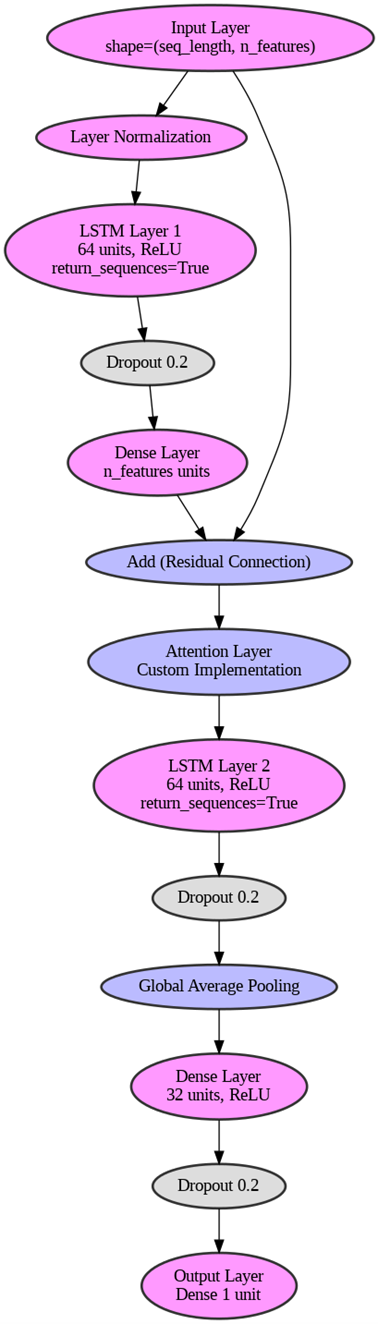 Input Layer
shape=(seq_length, n_features)
Layer Normalization
LSTM Layer 1
64 units, ReLU
return_sequences=True
Dropout 0.2
Dense Layer
n_features units
Add (Residual Connection)
Attention Layer
Custom Implementation
LSTM Layer 2
64 units, ReLU
return_sequences=True
Dropout 0.2
Global Average Pooling
Dense Layer
32 units, ReLU
Dropout 0.2
Output Layer
Dense 1 unit